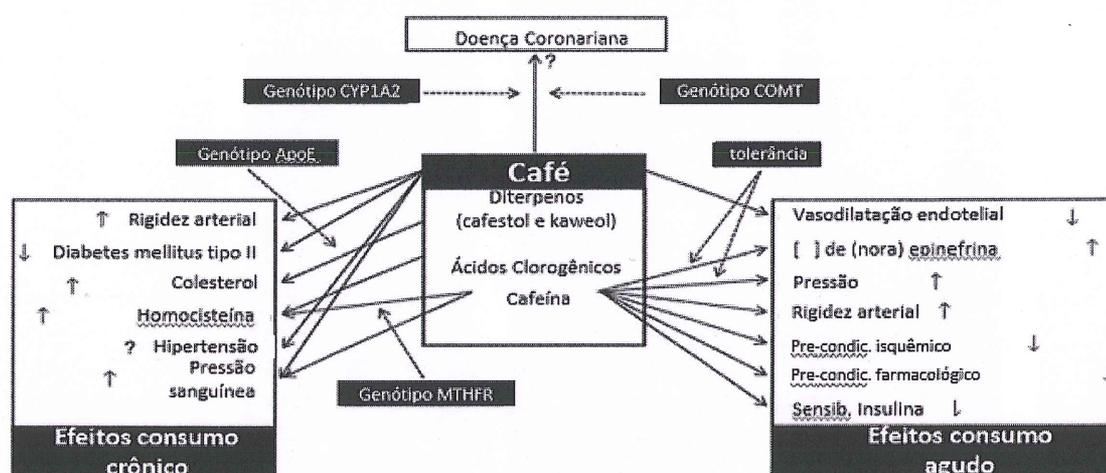 Doença Coronariana
?
Genótipo CYP1A2
Genótipo COMT
Genótipo ApoE
tolerância
Café
Diterpenos
(cafestol e kaweol)
Ácidos Clorogênicos
Cafeína
↑ Rigidez arterial
↓ Diabetes mellitus tipo II
↑ Colesterol
↑ Homocisteína
? Hipertensão
↑ Pressão
sanguínea
Efeitos consumo
crônico
Genótipo MTHFR
Vasodilatação endotelial ↓
[ ] de (nora) epinefrina ↑
Pressão ↑
Rigidez arterial ↑
Pre-condic. isquêmico ↓
Pre-condic. farmacológico
Sensib. Insulina ↓
Efeitos consumo
agudo